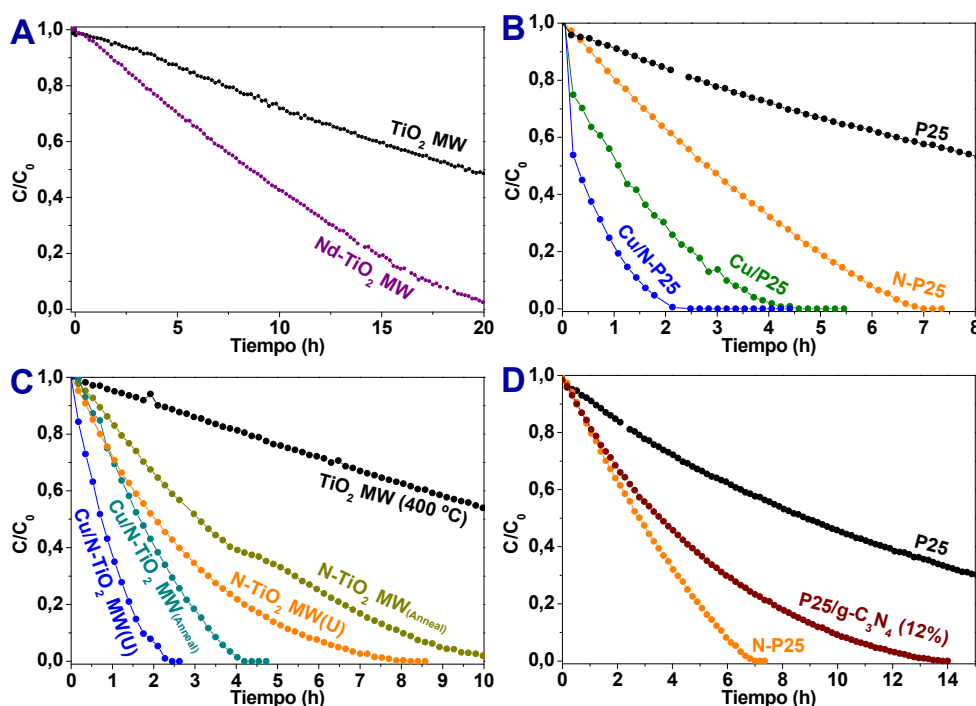 A
1,0
0,8
0,6
0,4
0,2
0,0
C/C₀
TiO₂ MW
Nd-TiO₂ MW
0 5 10 15 20
Tiempo (h)
B
1,0
0,8
0,6
0,4
0,2
0,0
C/C₀
P25
Cu/N-P25
Cu/P25
N-P25
0 1 2 3 4 5 6 7 8
Tiempo (h)
C
1,0
0,8
0,6
0,4
0,2
0,0
C/C₀
TiO₂ MW (400 ºC)
Cu/N-TiO₂ MW(U)
Cu/N-TiO₂ MW(Anneal)
N-TiO₂ MW(U)
N-TiO₂ MW(Anneal)
0 1 2 3 4 5 6 7 8 9 10
Tiempo (h)
D
1,0
0,8
0,6
0,4
0,2
0,0
C/C₀
P25
P25/g-C₃N₄ (12%)
N-P25
0 2 4 6 8 10 12 14
Tiempo (h)